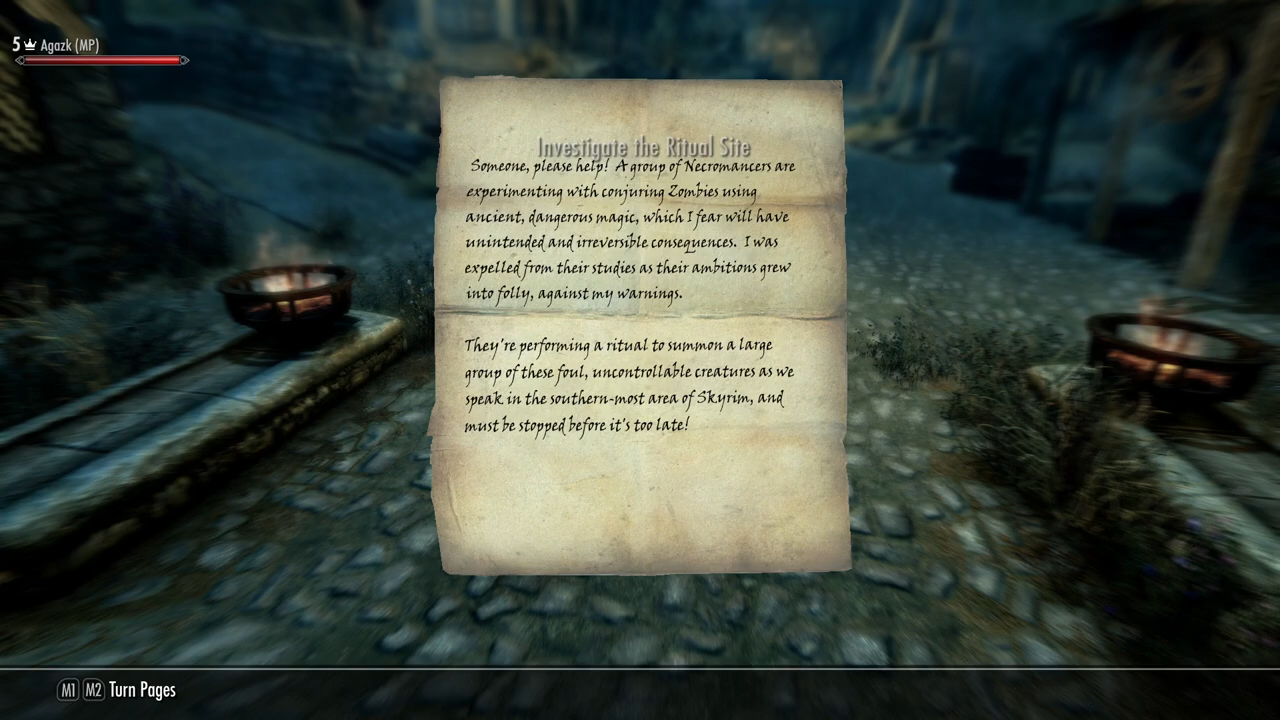 5 Agazk (MP)
Investigate the Ritual Site
Someone, please help!  A group of Necromancers are
experimenting with conjuring Zombies using
ancient, dangerous magic, which I fear will have
unintended and irreversible consequences.  I was
expelled from their studies as their ambitions grew
into folly, against my warnings.
They're performing a ritual to summon a large
group of these foul, uncontrollable creatures as we
speak in the southern-most area of Skyrim, and
must be stopped before it's too late!
M1 M2 Turn Pages